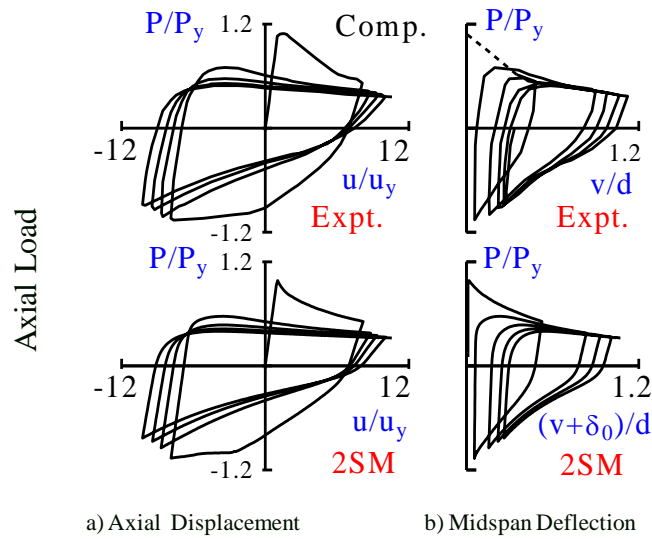 P/Py
1.2
Comp.
P/Py
-12
12
1.2
u/uy
v/d
Expt.
Expt.
-1.2
Axial Load
P/Py
1.2
P/Py
-12
12
1.2
u/uy
(v+δ0)/d
2SM
2SM
-1.2
a) Axial Displacement
b) Midspan Deflection